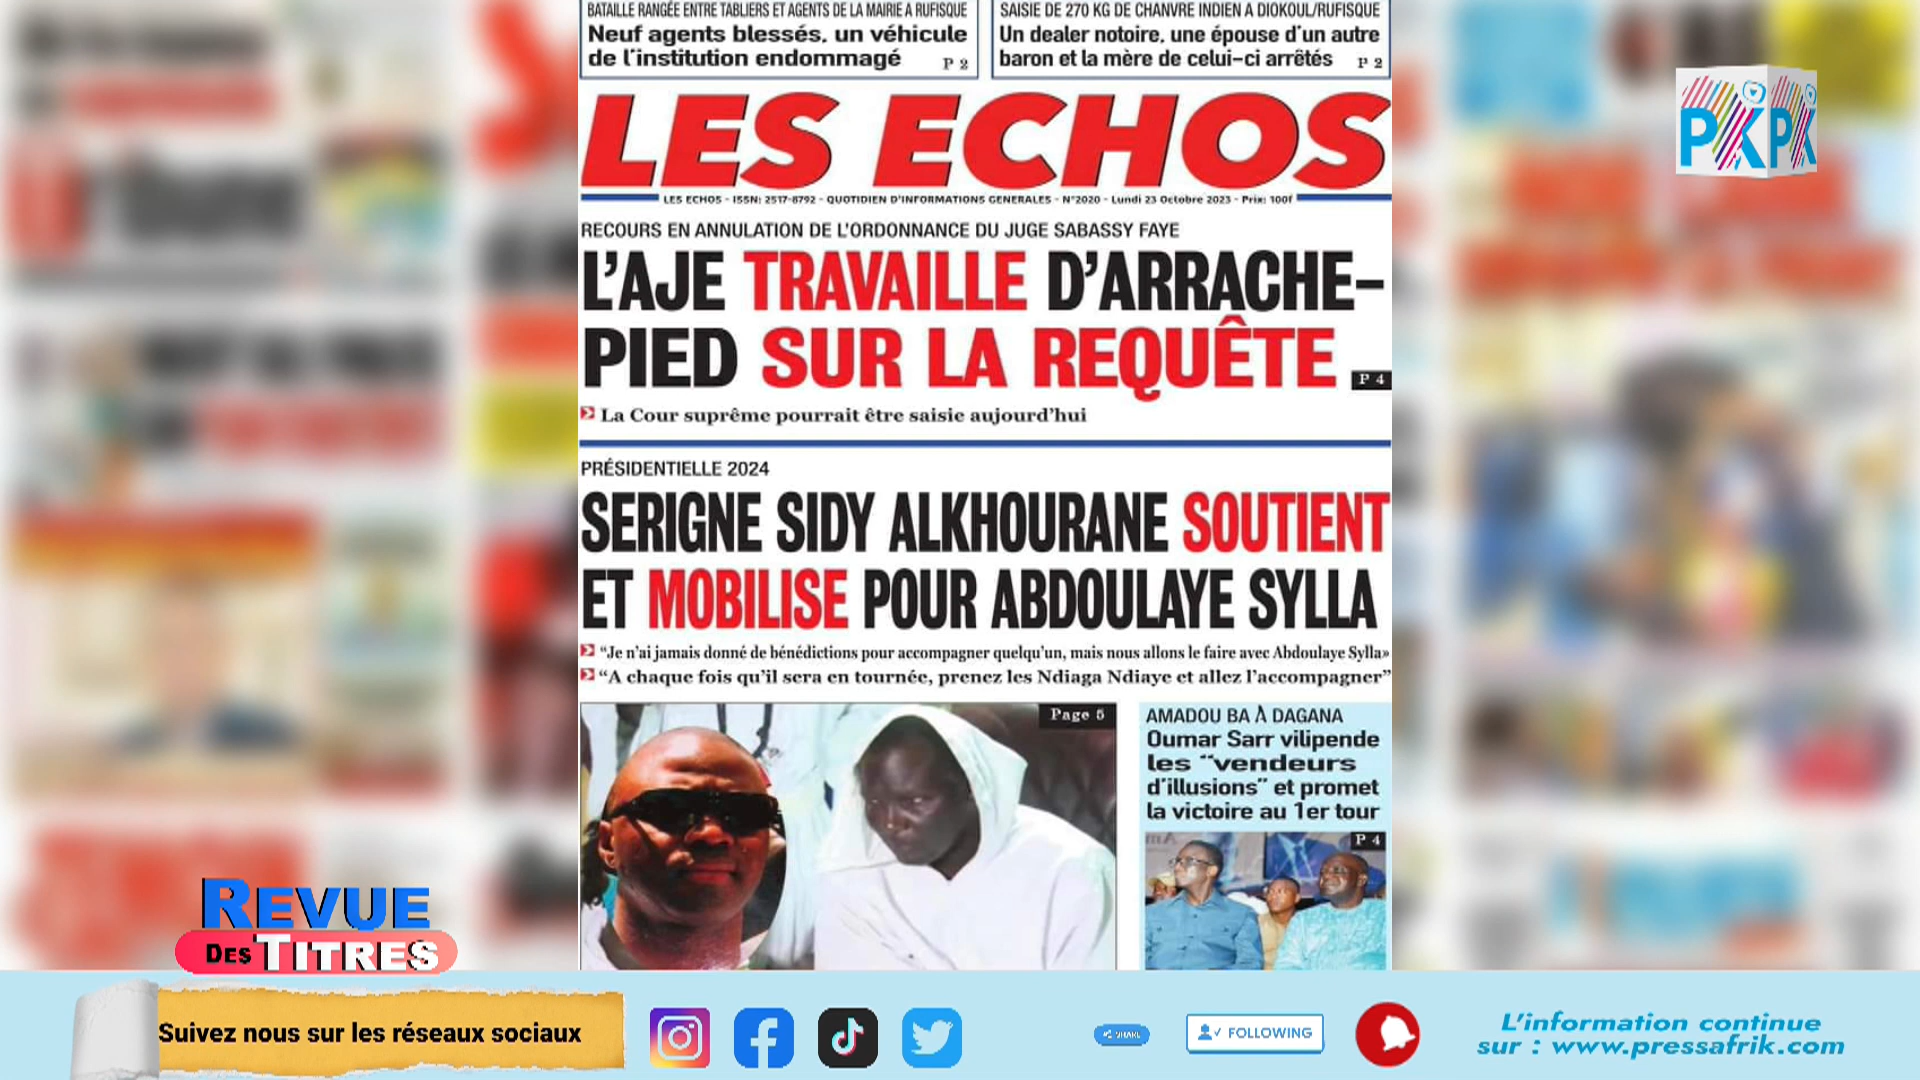 BATAILLE RANGÉE ENTRE TABLIERS ET AGENTS DE LA MAIRIE A RUFISQUE
Neuf agents blessés, un véhicule
de l'institution endommagé P 2
SAISIE DE 270 KG DE CHANVRE INDIEN A DIOKOUL/RUFISQUE
Un dealer notoire, une épouse d'un autre
baron et la mère de celui-ci arrêtés P 2
LES ECHOS
LES ECHOS - ISSN: 2517-8792 - QUOTIDIEN D'INFORMATIONS GENERALES - N°2020 - Lundi 23 Octobre 2023 - Prix: 100f
RECOURS EN ANNULATION DE L'ORDONNANCE DU JUGE SABASSY FAYE
L'AJE TRAVAILLE D'ARRACHE-
PIED SUR LA REQUÊTE P 4
La Cour suprême pourrait être saisie aujourd'hui
PRÉSIDENTIELLE 2024
SERIGNE SIDY ALKHOURANE SOUTIENT
ET MOBILISE POUR ABDOULAYE SYLLA
“Je n'ai jamais donné de bénédictions pour accompagner quelqu'un, mais nous allons le faire avec Abdoulaye Sylla»
“A chaque fois qu'il sera en tournée, prenez les Ndiaga Ndiaye et allez l'accompagner”
Page 5
AMADOU BA À DAGANA
Oumar Sarr vilipende
les “vendeurs
d'illusions” et promet
la victoire au 1er tour
P 4
PK PK
REVUE
DES TITRES
Suivez nous sur les réseaux sociaux
SHARE
FOLLOWING
L'information continue
sur : www.pressafrik.com